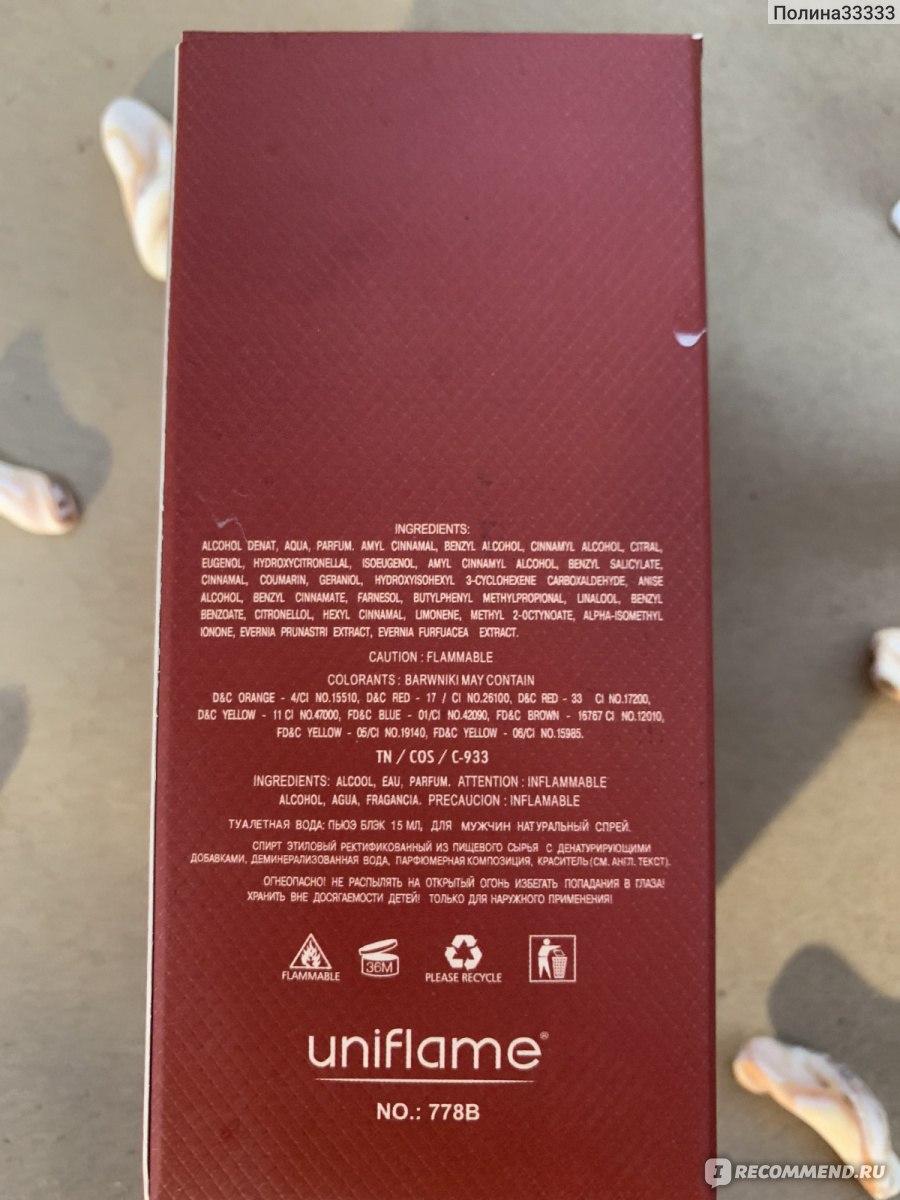 Полина33333
INGREDIENTS:
ALCOHOL DENAT, AQUA, PARFUM. AMYL CINNAMAL, BENZYL ALCOHOL, CINNAMYL ALCOHOL, CITRAL,
EUGENOL, HYDROXYCITRONELLAL, ISOEUGENOL, AMYL CINNAMYL ALCOHOL, BENZYL SALICYLATE,
CINNAMAL, COUMARIN, GERANIOL, HYDROXYISOHEXYL 3-CYCLOHEXENE CARBOXALDEHYDE, ANISE
ALCOHOL, BENZYL CINNAMATE, FARNESOL, BUTYLPHENYL METHYLPROPIONAL, LINALOOL, BENZYL
BENZOATE, CITRONELLOL, HEXYL CINNAMAL, LIMONENE, METHYL 2-OCTYNOATE, ALPHA-ISOMETHYL
IONONE, EVERNIA PRUNASTRI EXTRACT, EVERNIA FURFUACEA EXTRACT.
CAUTION : FLAMMABLE
COLORANTS : BARWNIKI MAY CONTAIN
D&C ORANGE - 4/CI NO.15510, D&C RED - 17 / CI NO.26100, D&C RED - 33 CI NO.17200,
D&C YELLOW - 11 CI NO.47000, FD&C BLUE - 01/CI NO.42090, FD&C BROWN - 16767 CI NO.12010,
FD&C YELLOW - 05/CI NO.19140, FD&C YELLOW - 06/CI NO.15985.
TN / COS / C-933
INGREDIENTS: ALCOOL, EAU, PARFUM. ATTENTION : INFLAMMABLE
ALCOHOL, AGUA, FRAGANCIA. PRECAUCION : INFLAMABLE
ТУАЛЕТНАЯ ВОДА: ПЬЮЭ БЛЭК 15 МЛ, ДЛЯ МУЖЧИН НАТУРАЛЬНЫЙ СПРЕЙ.
СПИРТ ЭТИЛОВЫЙ РЕКТИФИКОВАННЫЙ ИЗ ПИЩЕВОГО СЫРЬЯ С ДЕНАТУРИРУЮЩИМИ
ДОБАВКАМИ, ДЕМИНЕРАЛИЗОВАННАЯ ВОДА, ПАРФЮМЕРНАЯ КОМПОЗИЦИЯ, КРАСИТЕЛЬ (СМ. АНГЛ. ТЕКСТ).
ОГНЕОПАСНО! НЕ РАСПЫЛЯТЬ НА ОТКРЫТЫЙ ОГОНЬ ИЗБЕГАТЬ ПОПАДАНИЯ В ГЛАЗА!
ХРАНИТЬ ВНЕ ДОСЯГАЕМОСТИ ДЕТЕЙ! ТОЛЬКО ДЛЯ НАРУЖНОГО ПРИМЕНЕНИЯ!
36M
FLAMMABLE PLEASE RECYCLE
uniflame®
NO.: 778B
IRECOMMEND.RU